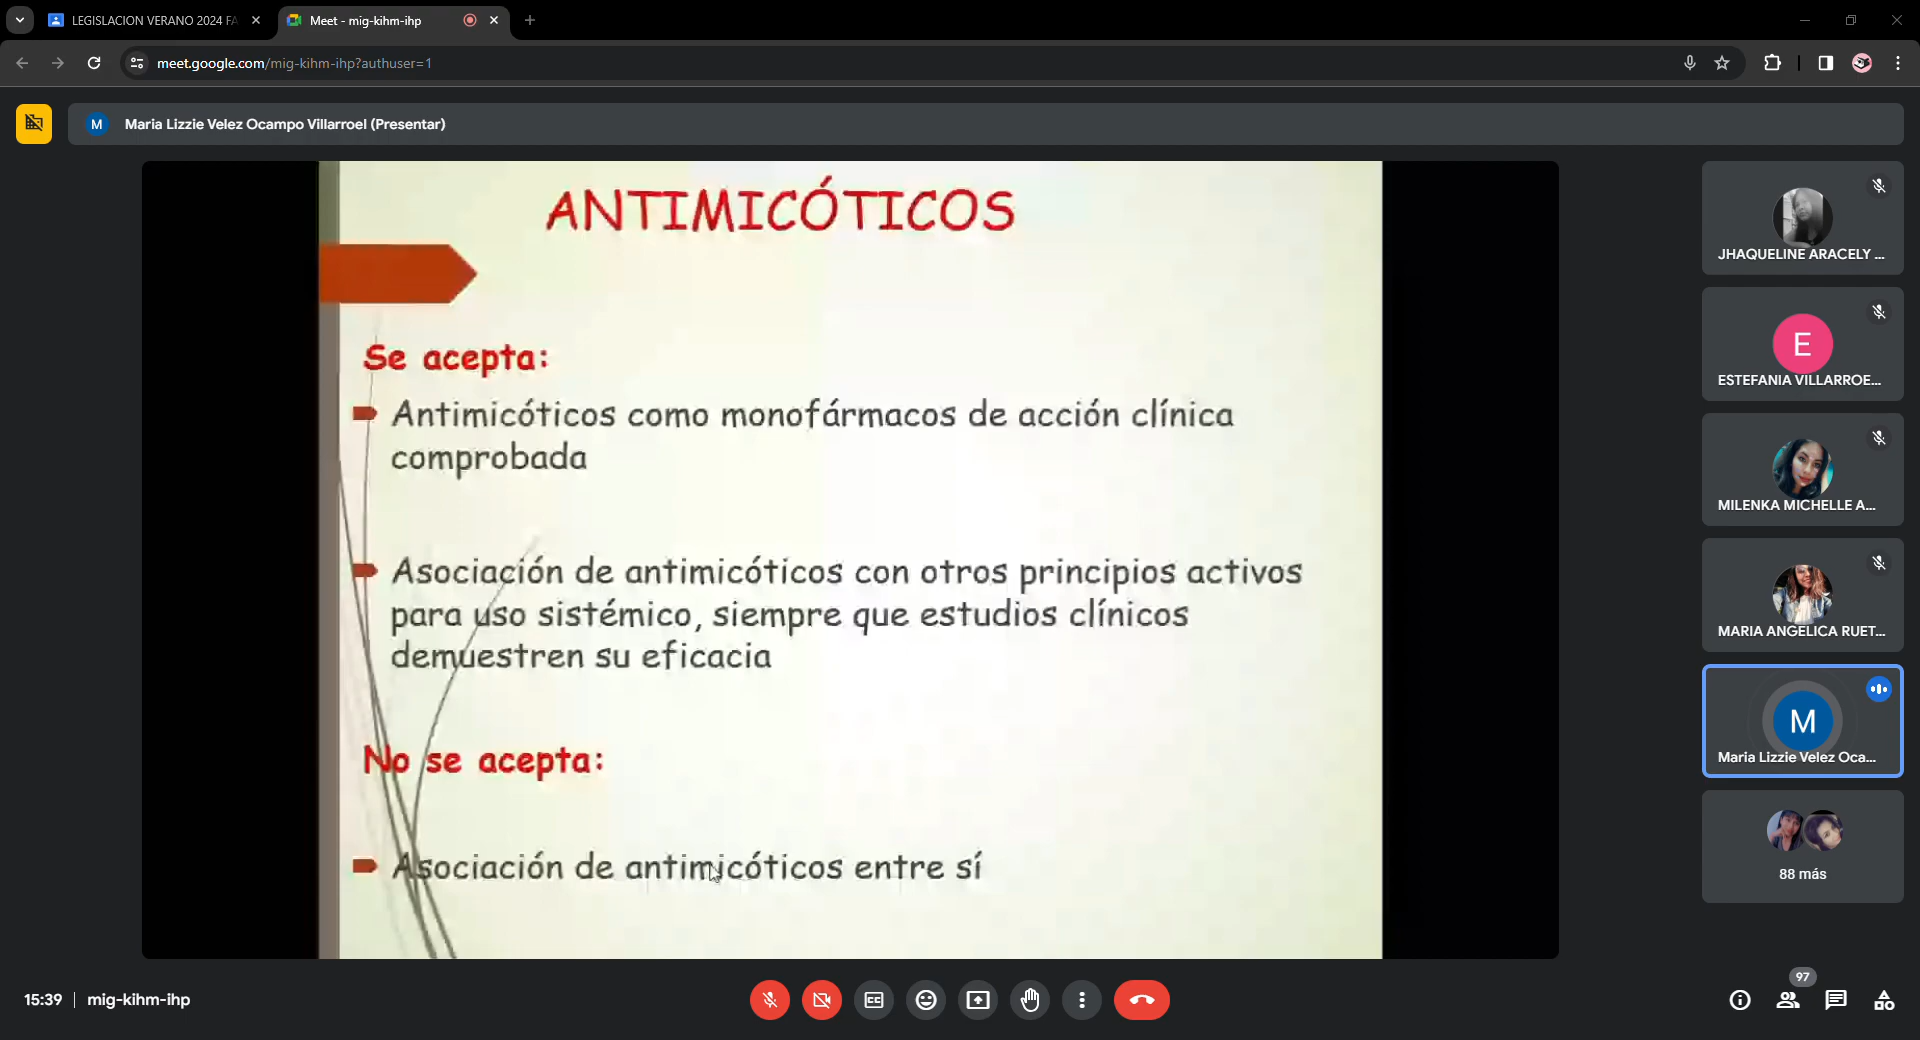 LEGISLACION VERANO 2024 FA
Meet - mig-kihm-ihp
meet.google.com/mig-kihm-ihp?authuser=1
M
Maria Lizzie Velez Ocampo Villarroel (Presentar)
ANTIMICÓTICOS
Se acepta:
Antimicóticos como monofármacos de acción clínica
comprobada
Asociación de antimicóticos con otros principios activos
para uso sistémico, siempre que estudios clínicos
demuestren su eficacia
No se acepta:
Asociación de antimicóticos entre sí
JHAQUELINE ARACELY ...
E
ESTEFANIA VILLARROE...
MILENKA MICHELLE A...
MARIA ANGELICA RUET...
M
Maria Lizzie Velez Oca...
88 más
15:39 | mig-kihm-ihp
97